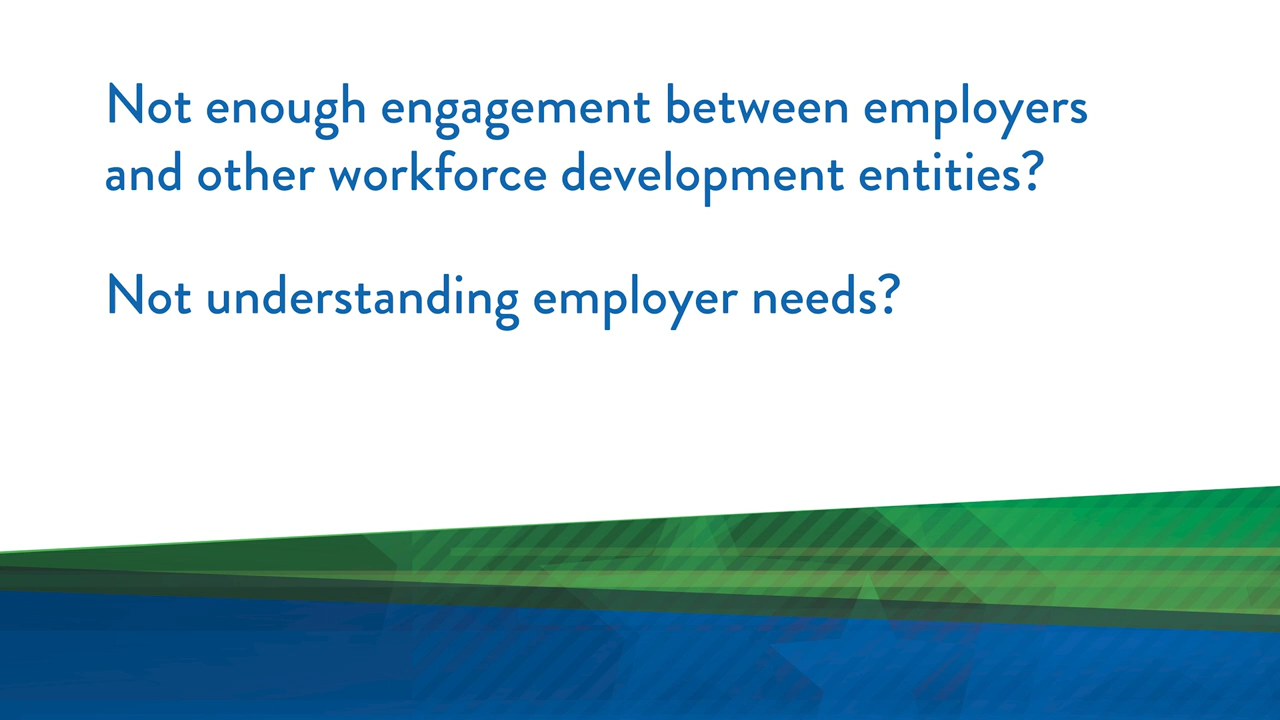 Not enough engagement between employers
and other workforce development entities?
Not understanding employer needs?